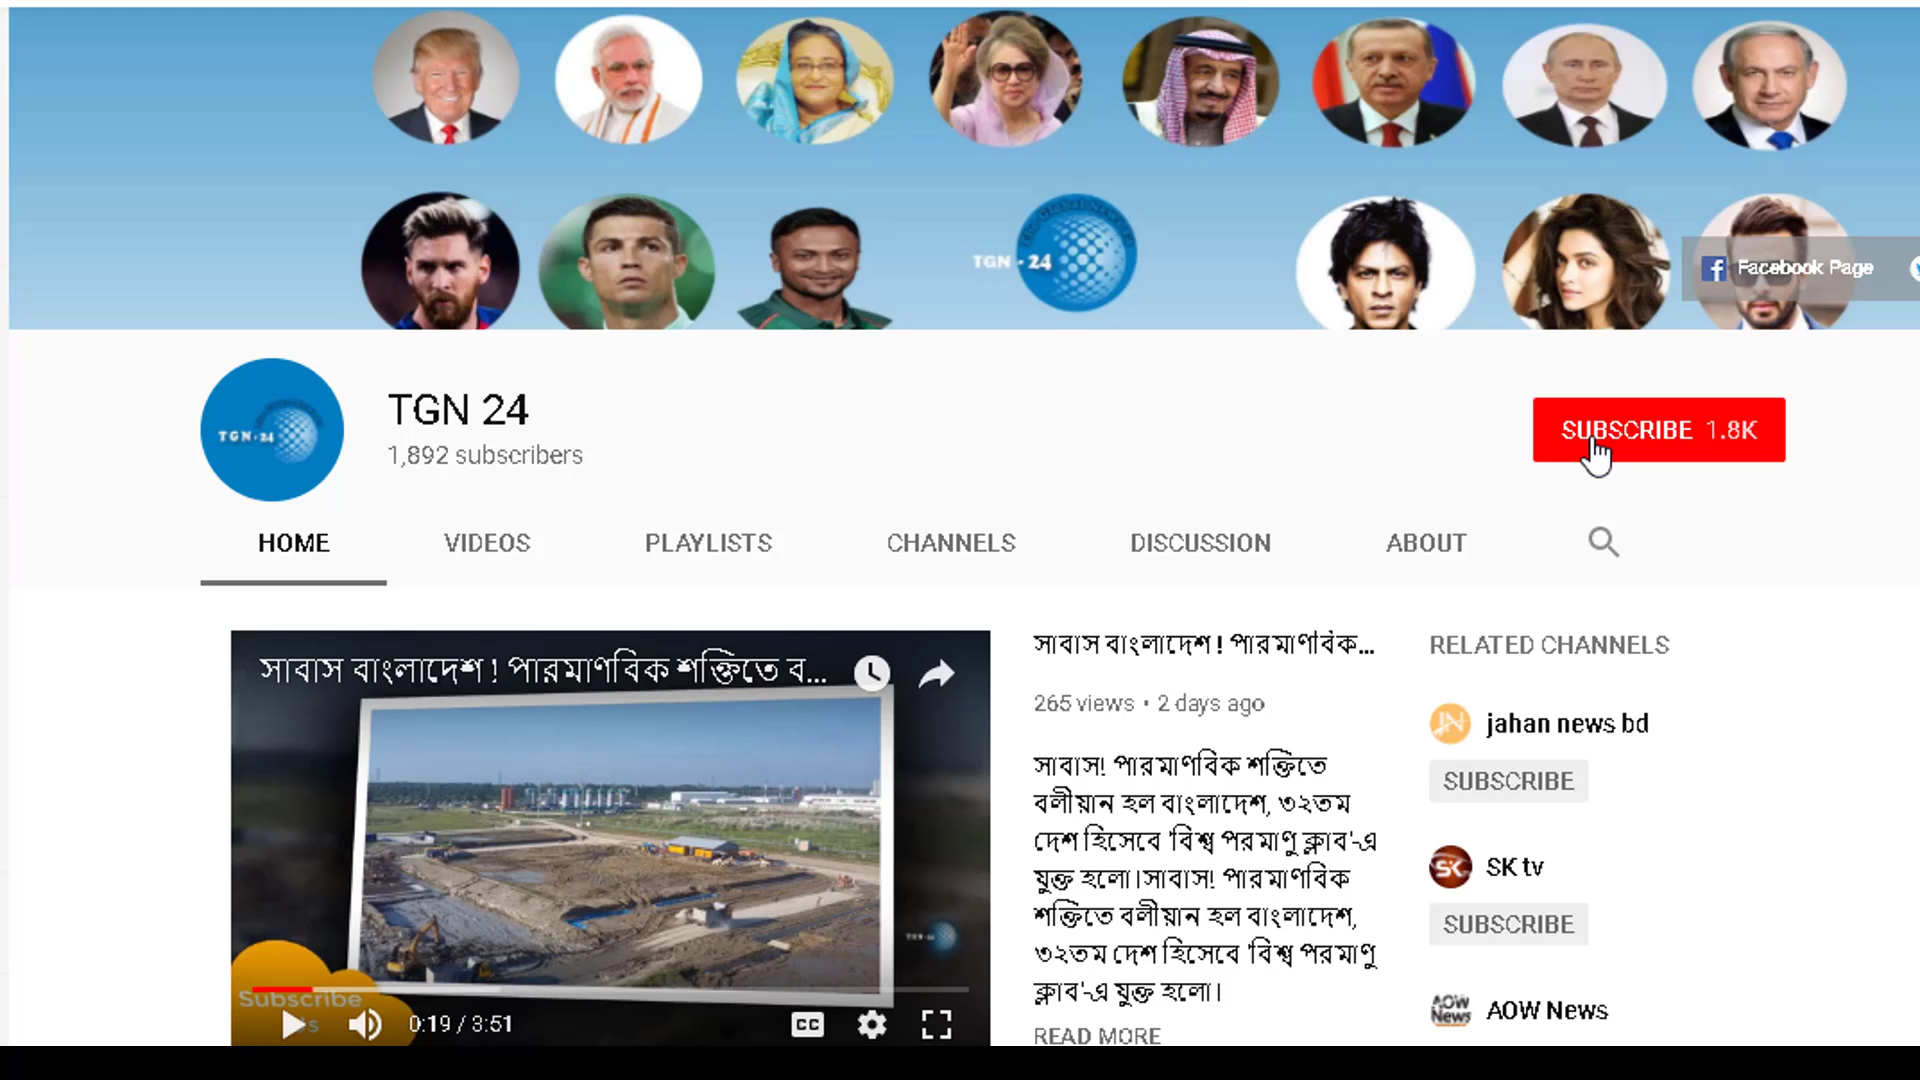 TGN - 24
Facebook Page
TGN-24
TGN 24
1,892 subscribers
SUBSCRIBE 1.8K
HOME VIDEOS PLAYLISTS CHANNELS DISCUSSION ABOUT
সাবাস বাংলাদেশ ! পারমাণবিক শক্তিতে ব...
Subscribe
0:19 / 3:51
CC
সাবাস বাংলাদেশ ! পারমাণবিক...
265 views • 2 days ago
সাবাস! পারমাণবিক শক্তিতে
বলীয়ান হল বাংলাদেশ, ৩২তম
দেশ হিসেবে 'বিশ্ব পরমাণু ক্লাব'-এ
যুক্ত হলো।সাবাস! পারমাণবিক
শক্তিতে বলীয়ান হল বাংলাদেশ,
৩২তম দেশ হিসেবে 'বিশ্ব পরমাণু
ক্লাব'-এ যুক্ত হলো।
READ MORE
RELATED CHANNELS
jahan news bd
SUBSCRIBE
SK tv
SUBSCRIBE
AOW News
AOW News